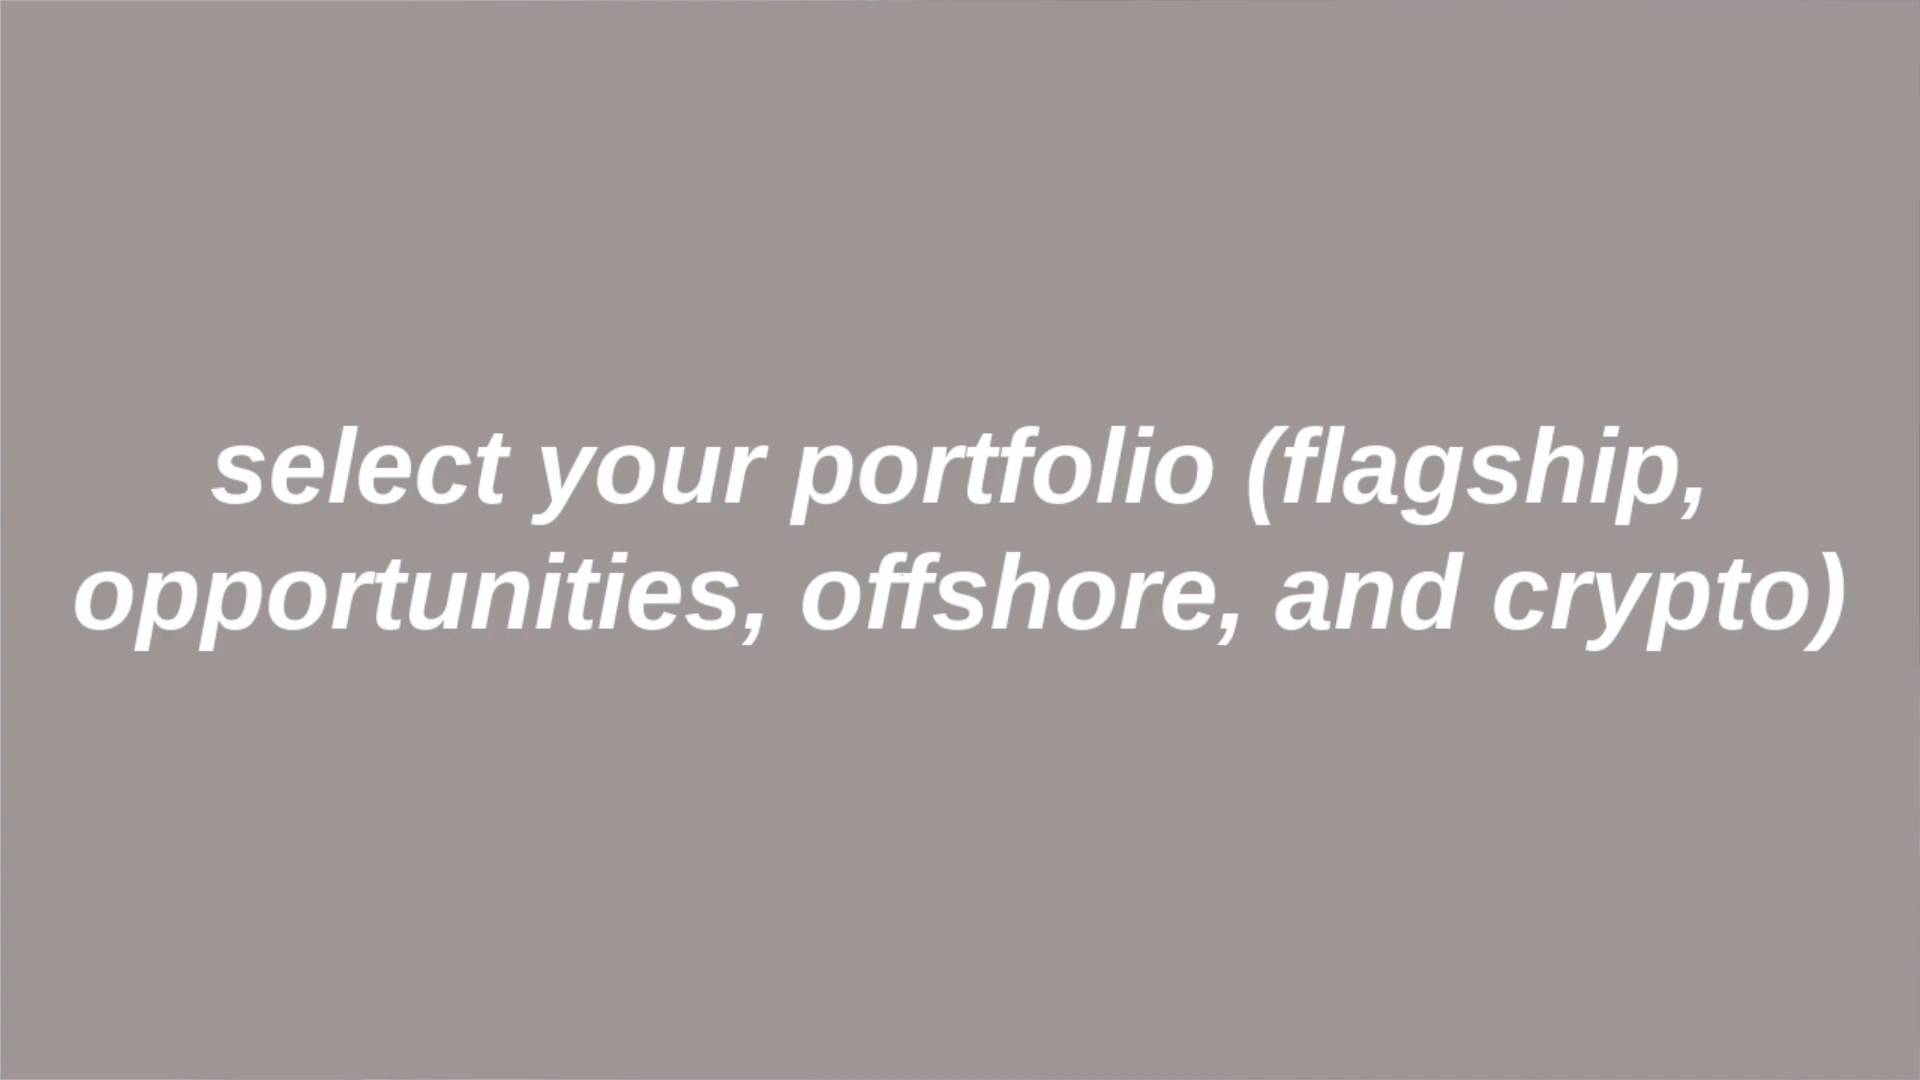 select your portfolio (flagship,
opportunities, offshore, and crypto)